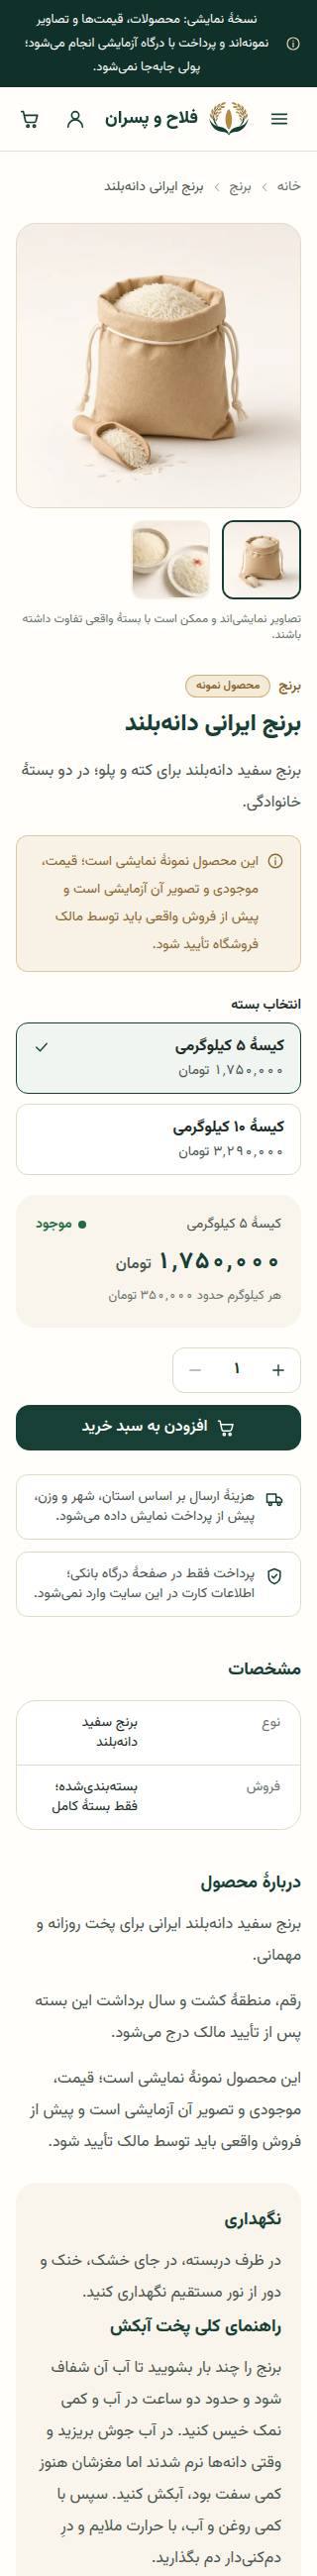 نسخهٔ نمایشی: محصولات، قیمت‌ها و تصاویر
نمونه‌اند و پرداخت با درگاه آزمایشی انجام می‌شود؛
پولی جابه‌جا نمی‌شود.
فلاح و پسران
خانه › برنج › برنج ایرانی دانه‌بلند
تصاویر نمایشی‌اند و ممکن است با بستهٔ واقعی تفاوت داشته
باشند.
برنج محصول نمونه
برنج ایرانی دانه‌بلند
برنج سفید دانه‌بلند برای کته و پلو؛ در دو بستهٔ
خانوادگی.
این محصول نمونهٔ نمایشی است؛ قیمت،
موجودی و تصویر آن آزمایشی است و
پیش از فروش واقعی باید توسط مالک
فروشگاه تأیید شود.
انتخاب بسته
کیسهٔ ۵ کیلوگرمی
۱,۷۵۰,۰۰۰ تومان
کیسهٔ ۱۰ کیلوگرمی
۳,۲۹۰,۰۰۰ تومان
کیسهٔ ۵ کیلوگرمی موجود
۱,۷۵۰,۰۰۰ تومان
هر کیلوگرم حدود ۳۵۰,۰۰۰ تومان
+ ۱ −
افزودن به سبد خرید
هزینهٔ ارسال بر اساس استان، شهر و وزن،
پیش از پرداخت نمایش داده می‌شود.
پرداخت فقط در صفحهٔ درگاه بانکی؛
اطلاعات کارت در این سایت وارد نمی‌شود.
مشخصات
نوع برنج سفید
دانه‌بلند
فروش بسته‌بندی‌شده؛
فقط بستهٔ کامل
دربارهٔ محصول
برنج سفید دانه‌بلند ایرانی برای پخت روزانه و
مهمانی.
رقم، منطقهٔ کشت و سال برداشت این بسته
پس از تأیید مالک درج می‌شود.
این محصول نمونهٔ نمایشی است؛ قیمت،
موجودی و تصویر آن آزمایشی است و پیش از
فروش واقعی باید توسط مالک تأیید شود.
نگهداری
در ظرف دربسته، در جای خشک، خنک و
دور از نور مستقیم نگهداری کنید.
راهنمای کلی پخت آبکش
برنج را چند بار بشویید تا آب آن شفاف
شود و حدود دو ساعت در آب و کمی
نمک خیس کنید. در آب جوش بریزید و
وقتی دانه‌ها نرم شدند اما مغزشان هنوز
کمی سفت بود، آبکش کنید. سپس با
کمی روغن و آب، با حرارت ملایم و درِ
دم‌کنی‌دار دم بگذارید.